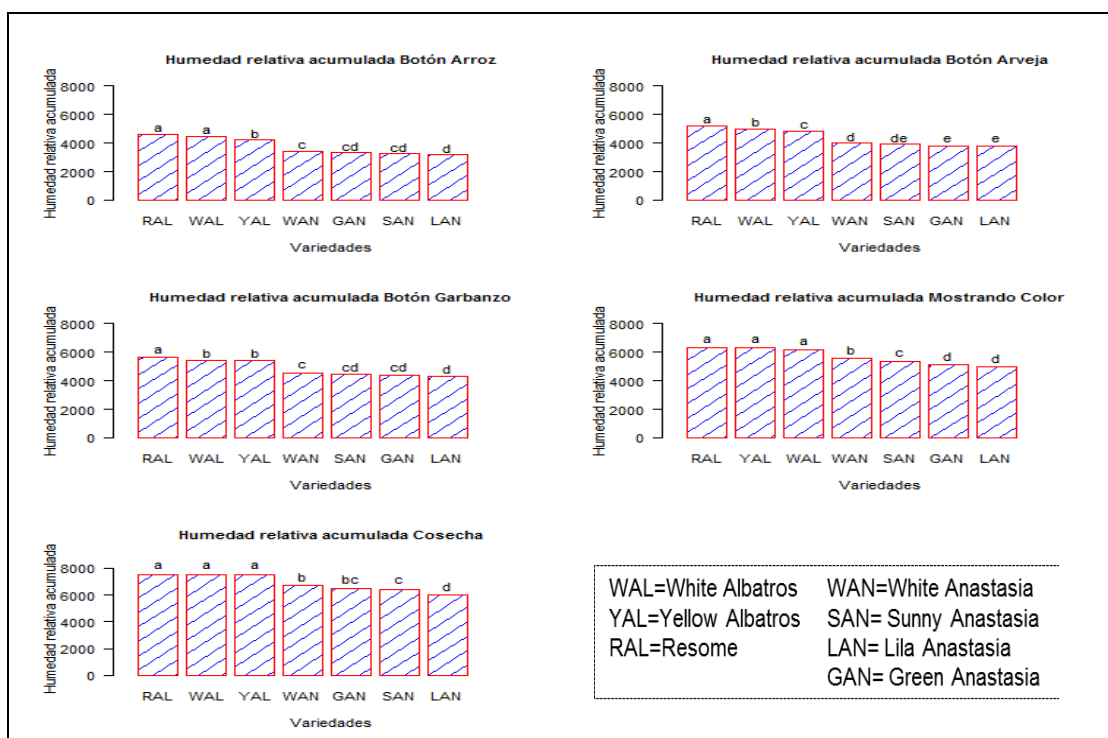 Humedad relativa acumulada Botón Arroz
Humedad relativa acumulada
8000
6000
4000
2000
0
a a b c cd cd d
RAL WAL YAL WAN GAN SAN LAN
Variedades
Humedad relativa acumulada Botón Arveja
Humedad relativa acumulada
8000
6000
4000
2000
0
a b c d de e e
RAL WAL YAL WAN SAN GAN LAN
Variedades
Humedad relativa acumulada Botón Garbanzo
Humedad relativa acumulada
8000
6000
4000
2000
0
a b b c cd cd d
RAL WAL YAL WAN SAN GAN LAN
Variedades
Humedad relativa acumulada Mostrando Color
Humedad relativa acumulada
8000
6000
4000
2000
0
a a a b c d d
RAL YAL WAL WAN SAN GAN LAN
Variedades
Humedad relativa acumulada Cosecha
Humedad relativa acumulada
8000
6000
4000
2000
0
a a a b bc c d
RAL WAL YAL WAN GAN SAN LAN
Variedades
WAL=White Albatros WAN=White Anastasia
YAL=Yellow Albatros SAN= Sunny Anastasia
RAL=Resome LAN= Lila Anastasia
GAN= Green Anastasia